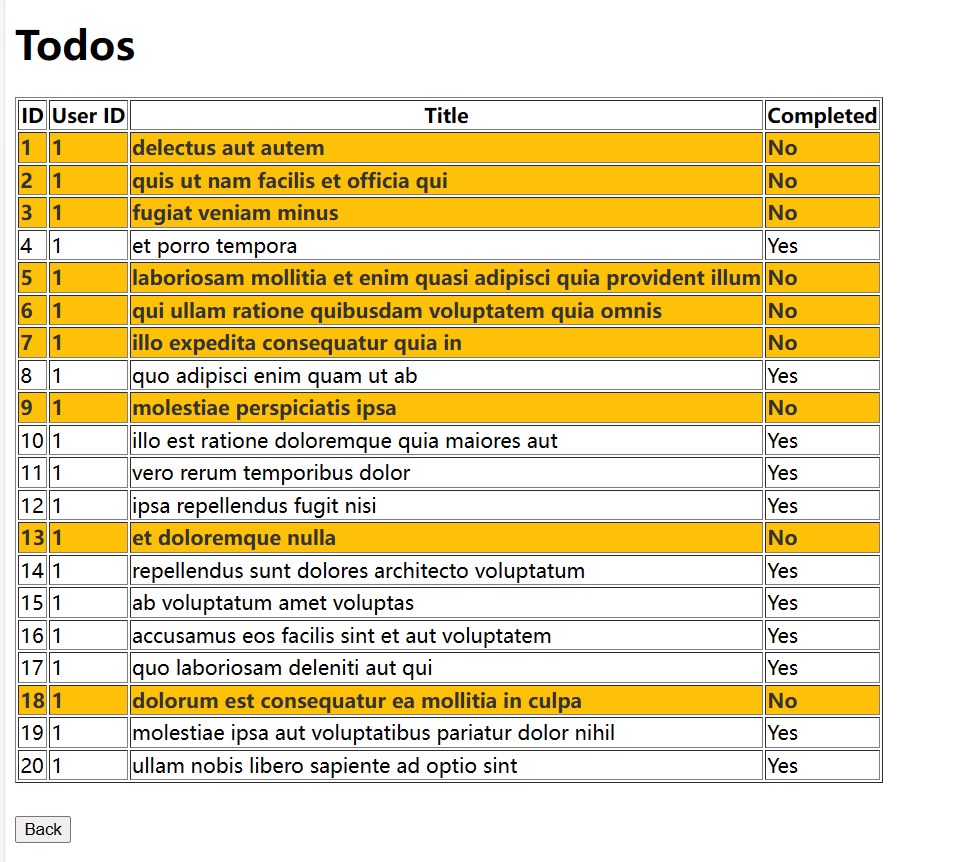 Todos
ID User ID Title Completed
1 1 delectus aut autem No
2 1 quis ut nam facilis et officia qui No
3 1 fugiat veniam minus No
4 1 et porro tempora Yes
5 1 laboriosam mollitia et enim quasi adipisci quia provident illum No
6 1 qui ullam ratione quibusdam voluptatem quia omnis No
7 1 illo expedita consequatur quia in No
8 1 quo adipisci enim quam ut ab Yes
9 1 molestiae perspiciatis ipsa No
10 1 illo est ratione doloremque quia maiores aut Yes
11 1 vero rerum temporibus dolor Yes
12 1 ipsa repellendus fugit nisi Yes
13 1 et doloremque nulla No
14 1 repellendus sunt dolores architecto voluptatum Yes
15 1 ab voluptatum amet voluptas Yes
16 1 accusamus eos facilis sint et aut voluptatem Yes
17 1 quo laboriosam deleniti aut qui Yes
18 1 dolorum est consequatur ea mollitia in culpa No
19 1 molestiae ipsa aut voluptatibus pariatur dolor nihil Yes
20 1 ullam nobis libero sapiente ad optio sint Yes
Back